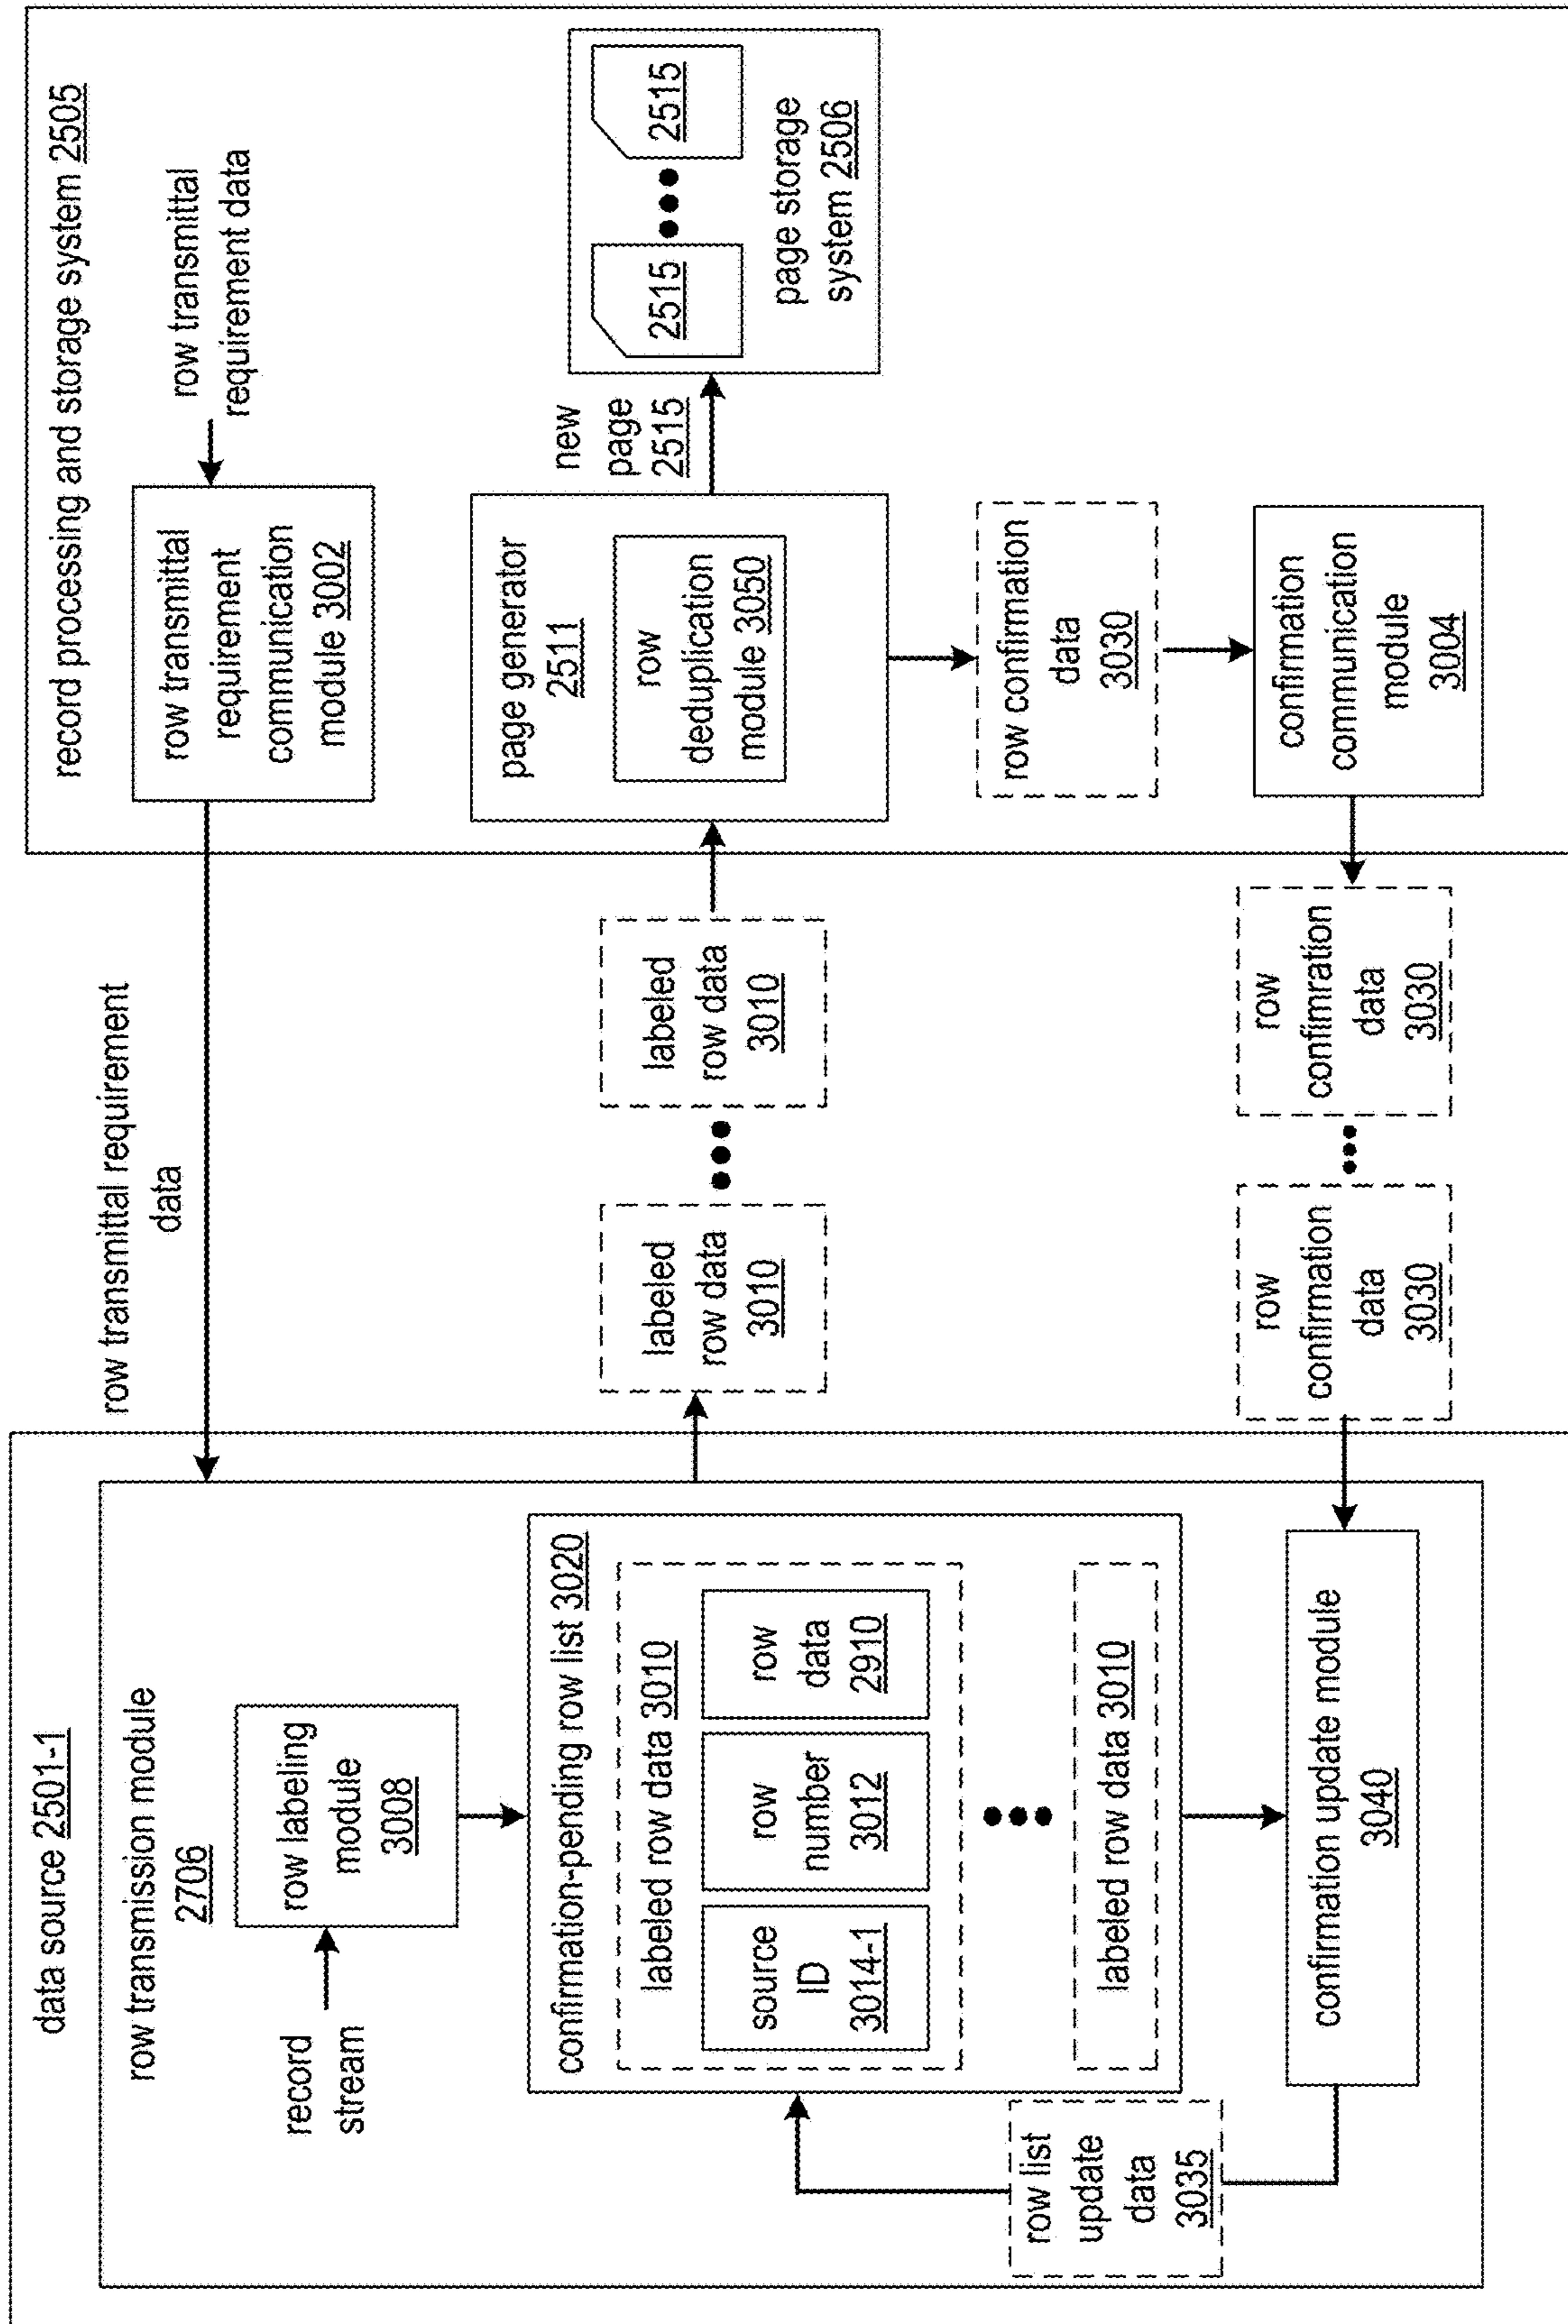 data source 2501-1
row transmission module
2706
record
stream
row labeling
module
3008
confirmation-pending row list 3020
labeled row data 3010
source
ID
3014-1
row
number
3012
row
data
2910
labeled row data 3010
row list
update
data
3035
confirmation update module
3040
row transmittal requirement
data
labeled
row data
3010
labeled
row data
3010
row
confirmation
data
3030
row
confimration
data
3030
record processing and storage system 2505
row transmittal
requirement
communication
module 3002
row transmittal
requirement data
page generator
2511
row
deduplication
module 3050
new
page
2515
2515
2515
page storage
system 2506
row confirmation
data
3030
confirmation
communication
module
3004